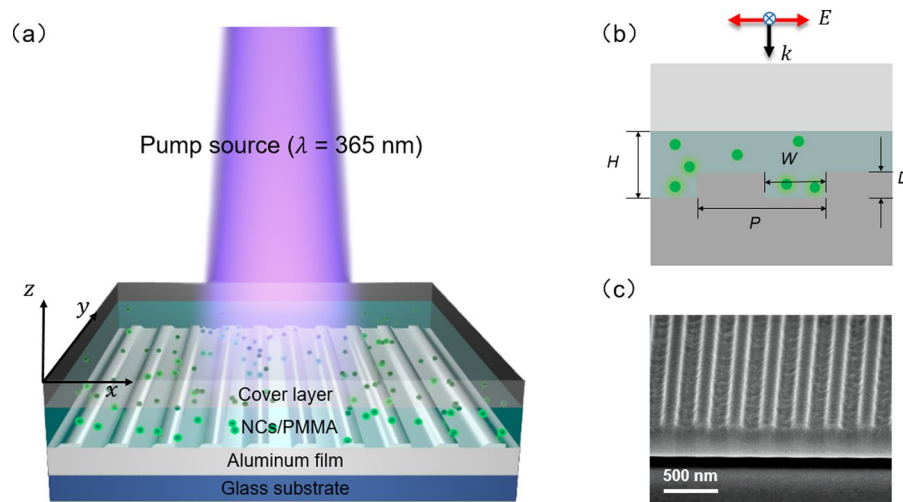 (a)
Pump source (λ = 365 nm)
z
y
x
Cover layer
NCs/PMMA
Aluminum film
Glass substrate
(b)
E
k
H
W
D
P
(c)
500 nm